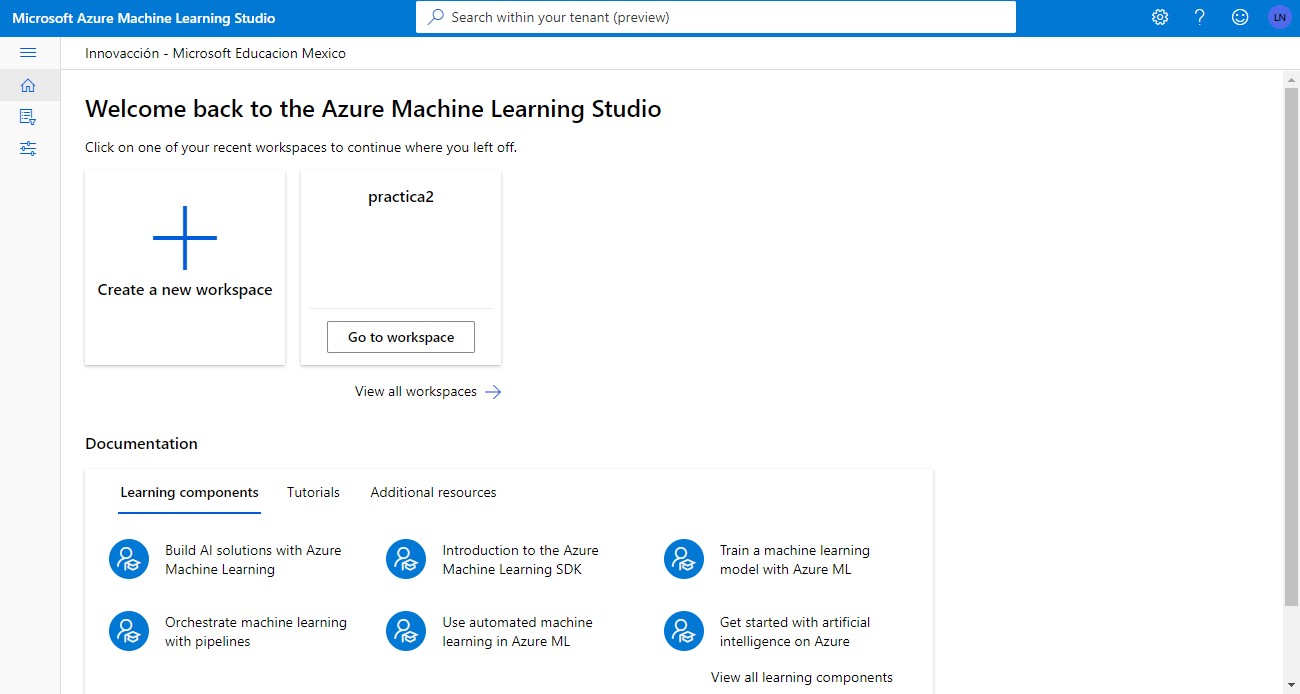 Microsoft Azure Machine Learning Studio
Search within your tenant (preview)
LN
Innovacción - Microsoft Educacion Mexico
Welcome back to the Azure Machine Learning Studio
Click on one of your recent workspaces to continue where you left off.
Create a new workspace
practica2
Go to workspace
View all workspaces
Documentation
Learning components
Tutorials
Additional resources
Build AI solutions with Azure
Machine Learning
Introduction to the Azure
Machine Learning SDK
Train a machine learning
model with Azure ML
Orchestrate machine learning
with pipelines
Use automated machine
learning in Azure ML
Get started with artificial
intelligence on Azure
View all learning components